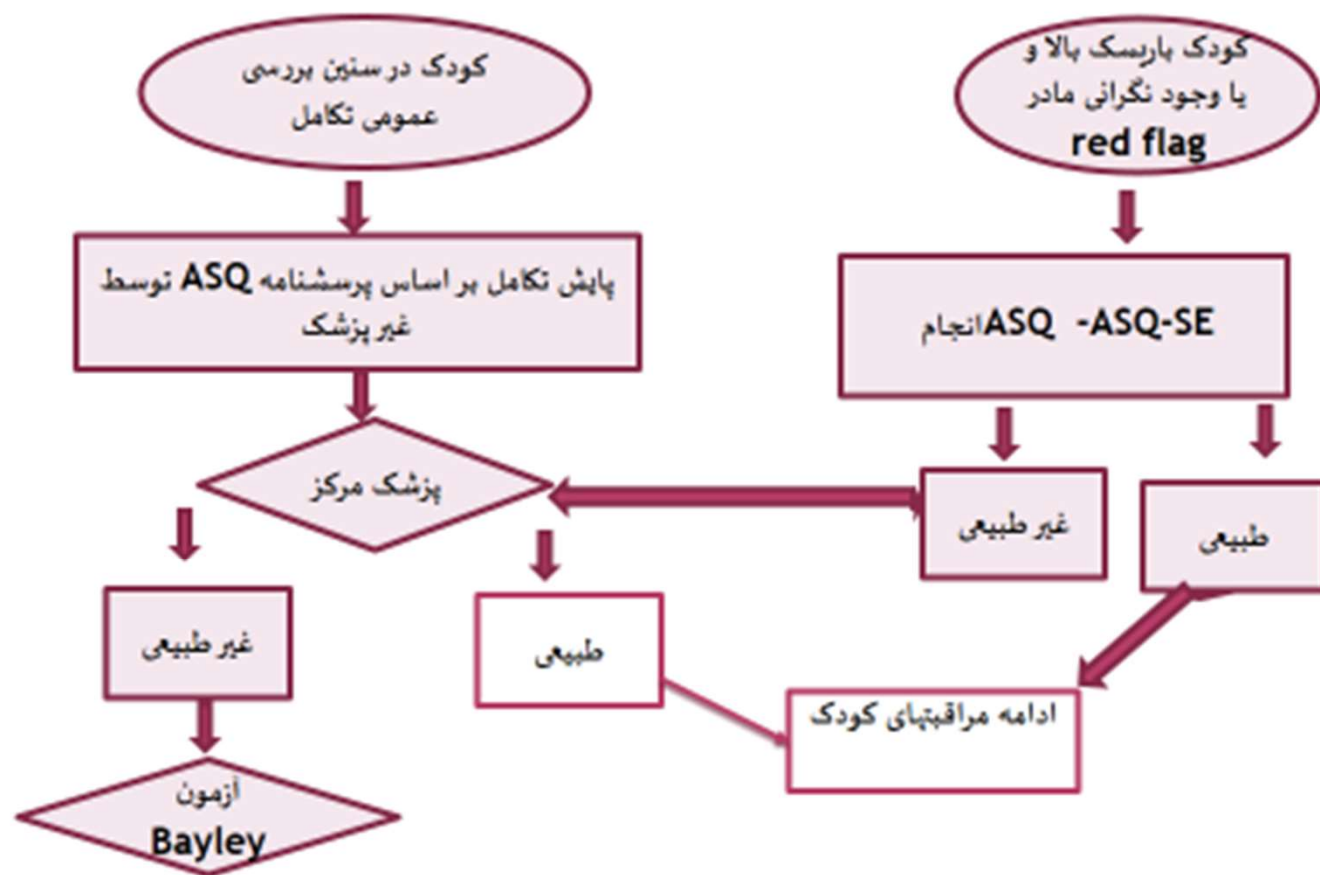 کودک در سنین بررسی
عمومی تکامل
کودک باریسک بالا و
یا وجود نگرانی مادر
red flag
پایش تکامل بر اساس پرسشنامه ASQ توسط
غیر پزشک
انجام ASQ -ASQ-SE
پزشک مرکز
غیر طبیعی
طبیعی
غیر طبیعی
طبیعی
ادامه مراقبتهای کودک
آزمون
Bayley